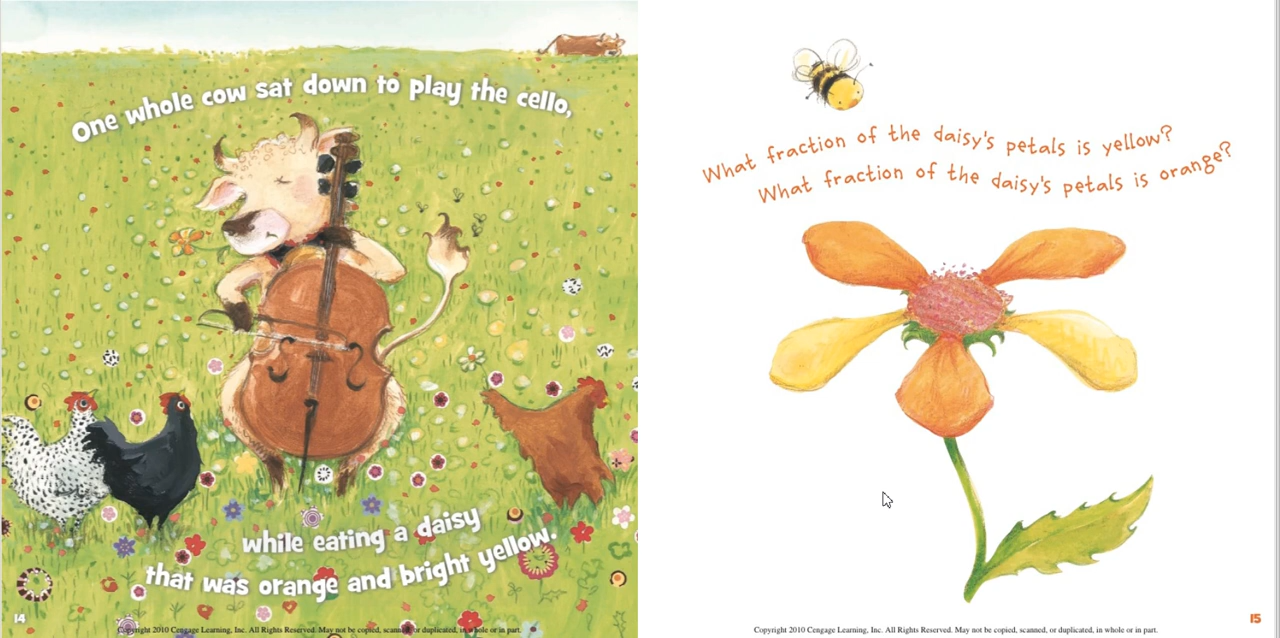 One whole cow sat down to play the cello,
while eating a daisy
that was orange and bright yellow.
14
Copyright 2010 Cengage Learning, Inc. All Rights Reserved. May not be copied, scanned, or duplicated, in whole or in part.
What fraction of the daisy's petals is yellow?
What fraction of the daisy's petals is orange?
15
Copyright 2010 Cengage Learning, Inc. All Rights Reserved. May not be copied, scanned, or duplicated, in whole or in part.